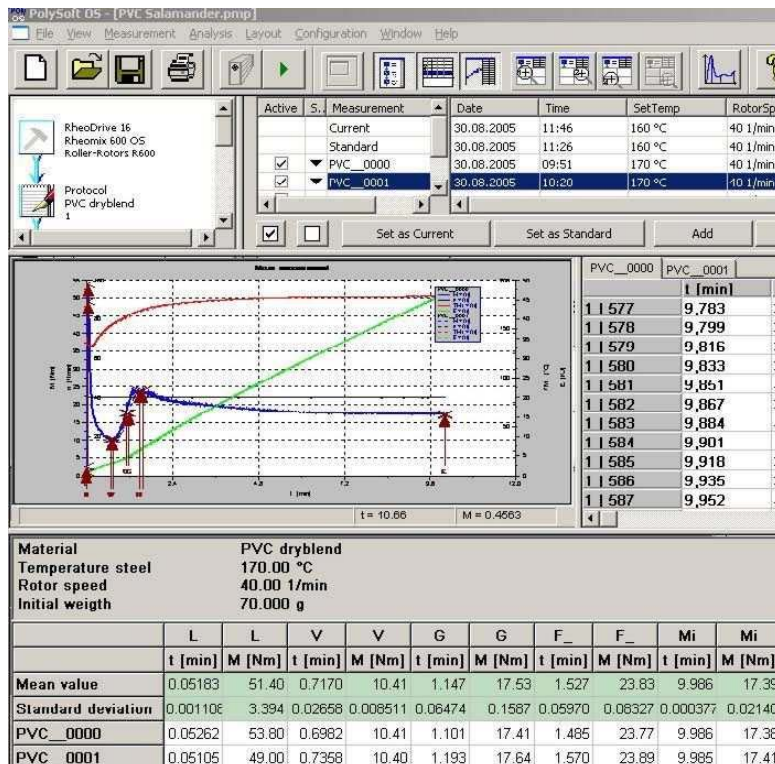 PolySoft OS - [PVC Salamander.pmp]
File View Measurement Analysis Layout Configuration Window Help
RheoDrive 16
Rheomix 600 OS
Roller-Rotors R600
Protocol
PVC dryblend
1
Active S.. Measurement Date Time SetTemp RotorSp
Current 30.08.2005 11:46 160 °C 40 1/min
Standard 30.08.2005 11:26 160 °C 40 1/min
PVC__0000 30.08.2005 09:51 170 °C 40 1/min
PVC__0001 30.08.2005 10:20 170 °C 40 1/min
Set as Current Set as Standard Add
PVC__0000 PVC__0001
t [min]
1 | 577 9,783
1 | 578 9,799
1 | 579 9,816
1 | 580 9,833
1 | 581 9,851
1 | 582 9,867
1 | 583 9,884
1 | 584 9,901
1 | 585 9,918
1 | 586 9,935
1 | 587 9,952
t [min]
t = 10.66 M = 0.4563
Material PVC dryblend
Temperature steel 170.00 °C
Rotor speed 40.00 1/min
Initial weigth 70.000 g
L L V V G G F_ F_ Mi Mi
t [min] M [Nm] t [min] M [Nm] t [min] M [Nm] t [min] M [Nm] t [min] M [Nm]
Mean value 0.05183 51.40 0.7170 10.41 1.147 17.53 1.527 23.83 9.986 17.39
Standard deviation 0.001108 3.394 0.02658 0.008511 0.06474 0.1587 0.05970 0.08327 0.000377 0.02140
PVC__0000 0.05262 53.80 0.6982 10.41 1.101 17.41 1.485 23.77 9.986 17.38
PVC__0001 0.05105 49.00 0.7358 10.40 1.193 17.64 1.570 23.89 9.985 17.41